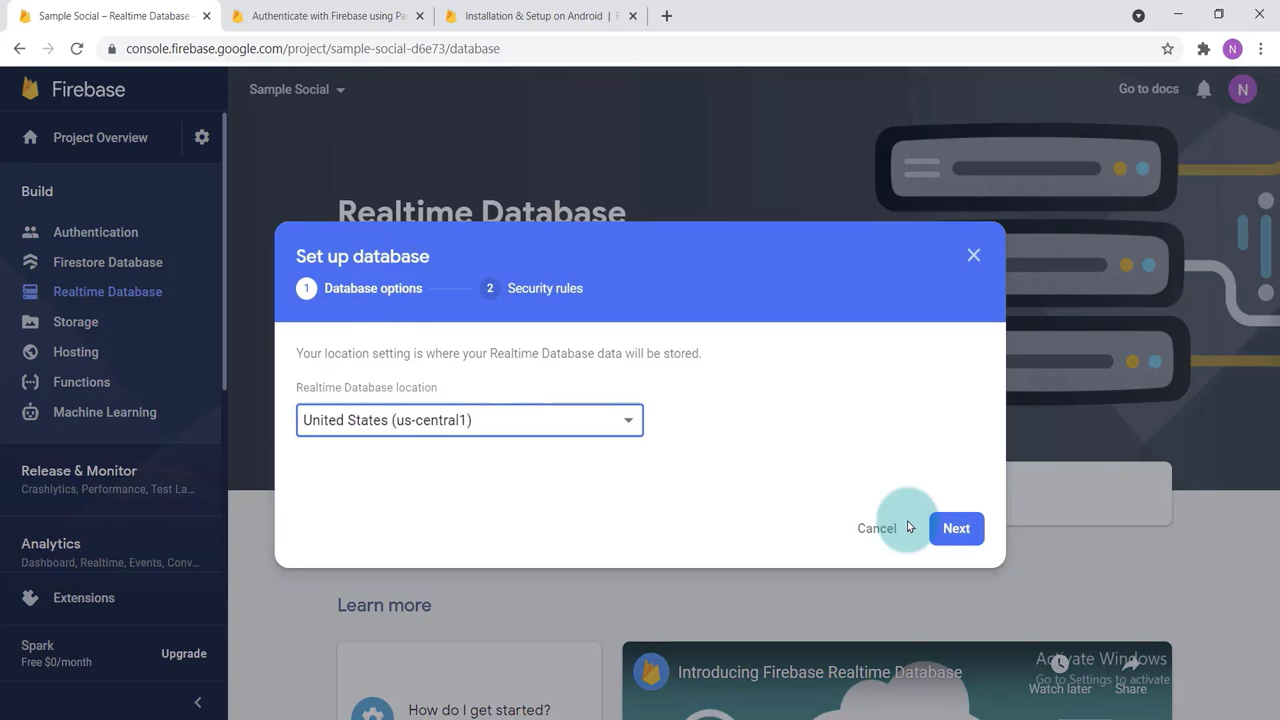 Sample Social – Realtime Database
Authenticate with Firebase using Pa
Installation & Setup on Android | F
console.firebase.google.com/project/sample-social-d6e73/database
N
Firebase
Sample Social
Go to docs
N
Project Overview
Build
Authentication
Firestore Database
Realtime Database
Storage
Hosting
Functions
Machine Learning
Release & Monitor
Crashlytics, Performance, Test La...
Analytics
Dashboard, Realtime, Events, Conv...
Extensions
Spark
Free $0/month
Upgrade
Realtime Database
Set up database
1 Database options
2 Security rules
Your location setting is where your Realtime Database data will be stored.
Realtime Database location
United States (us-central1)
Cancel
Next
Learn more
How do I get started?
Introducing Firebase Realtime Database
Watch later
Share
Activate Windows
Go to Settings to activate